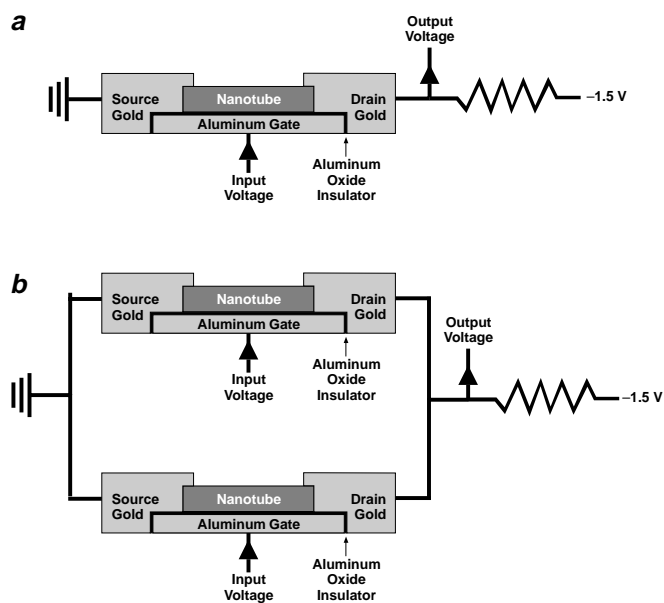 a
Output
Voltage
Source
Gold
Nanotube
Drain
Gold
–1.5 V
Aluminum Gate
Input
Voltage
Aluminum
Oxide
Insulator
b
Source
Gold
Nanotube
Drain
Gold
Aluminum Gate
Output
Voltage
Input
Voltage
Aluminum
Oxide
Insulator
–1.5 V
Source
Gold
Nanotube
Drain
Gold
Aluminum Gate
Input
Voltage
Aluminum
Oxide
Insulator